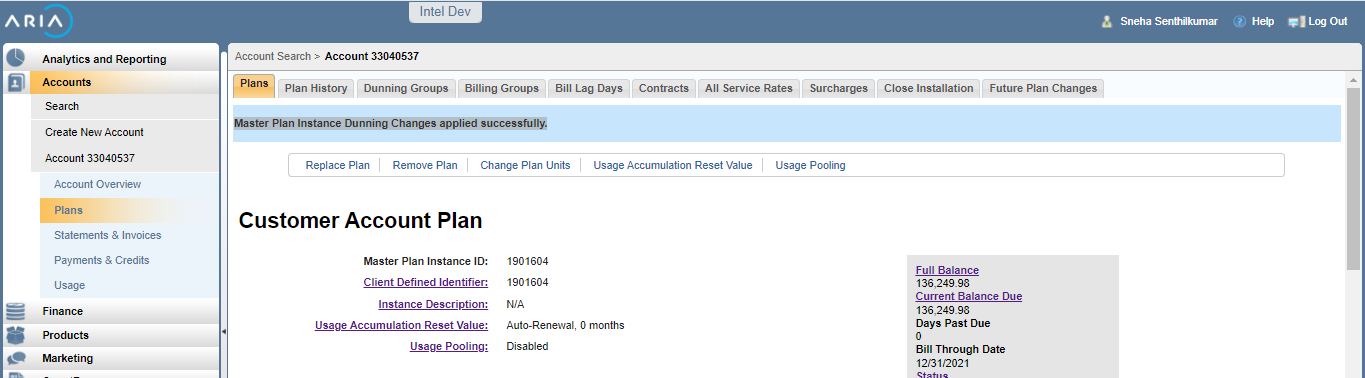 ARIA
Intel Dev
Sneha Senthilkumar
Help
Log Out
Analytics and Reporting
Accounts
Search
Create New Account
Account 33040537
Account Overview
Plans
Statements & Invoices
Payments & Credits
Usage
Finance
Products
Marketing
Account Search > Account 33040537
Plans Plan History Dunning Groups Billing Groups Bill Lag Days Contracts All Service Rates Surcharges Close Installation Future Plan Changes
Master Plan Instance Dunning Changes applied successfully.
Replace Plan Remove Plan Change Plan Units Usage Accumulation Reset Value Usage Pooling
Customer Account Plan
Master Plan Instance ID: 1901604
Client Defined Identifier: 1901604
Instance Description: N/A
Usage Accumulation Reset Value: Auto-Renewal, 0 months
Usage Pooling: Disabled
Full Balance
136,249.98
Current Balance Due
136,249.98
Days Past Due
0
Bill Through Date
12/31/2021
Status